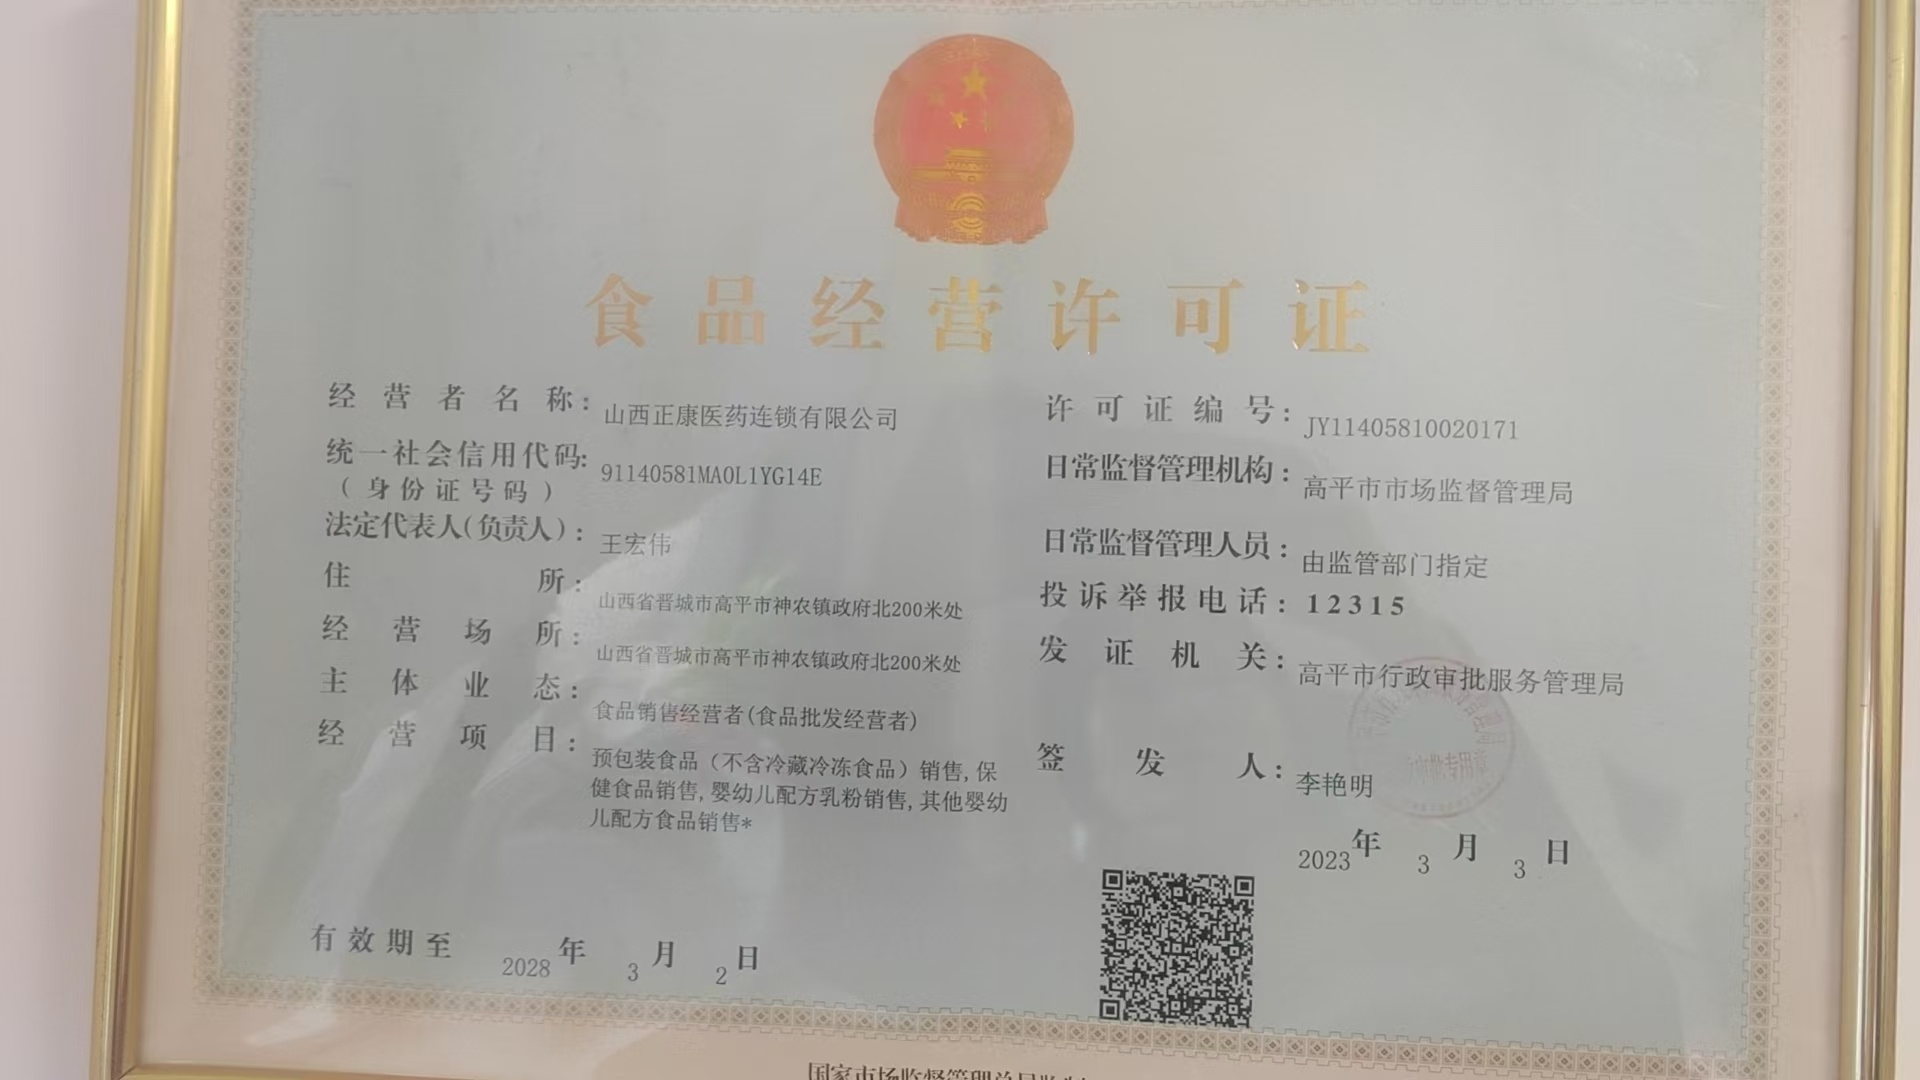 食品经营许可证
经营者名称：山西正康医药连锁有限公司
统一社会信用代码：91140581MA0L1YG14E
（身份证号码）
法定代表人(负责人)：王宏伟
住所：山西省晋城市高平市神农镇政府北200米处
经营场所：山西省晋城市高平市神农镇政府北200米处
主体业态：食品销售经营者(食品批发经营者)
经营项目：预包装食品（不含冷藏冷冻食品）销售,保
健食品销售,婴幼儿配方乳粉销售,其他婴幼
儿配方食品销售*
有效期至2028年3月2日
许可证编号：JY11405810020171
日常监督管理机构：高平市市场监督管理局
日常监督管理人员：由监管部门指定
投诉举报电话：12315
发证机关：高平市行政审批服务管理局
签发人：李艳明
2023年3月3日
国家市场监督管理总局监制